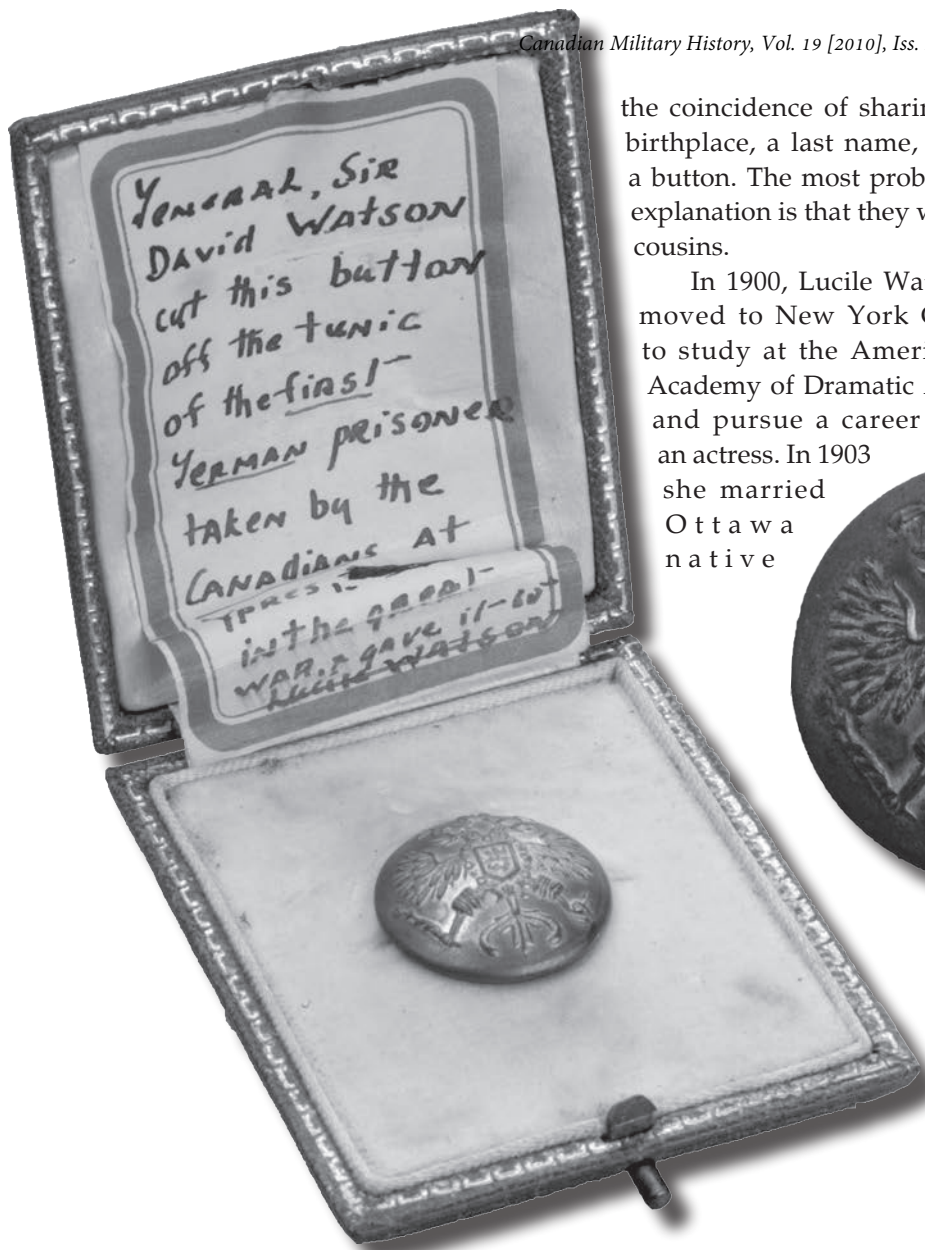 Canadian Military History, Vol. 19 [2010], Iss.
the coincidence of sharin
birthplace, a last name,
a button. The most prob
explanation is that they w
cousins.
In 1900, Lucile Wa
moved to New York C
to study at the Ameri
Academy of Dramatic A
and pursue a career
an actress. In 1903
she married
Ottawa
native
General, Sir
David Watson
cut this button
off the tunic
of the first
German prisoner
taken by the
Canadians at
Ypres
in the great
war. & gave it to
Lucile Watson